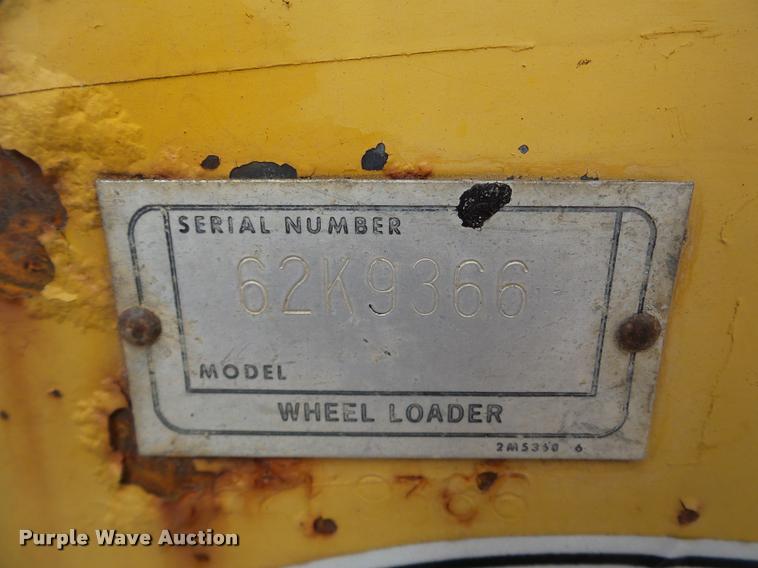 SERIAL NUMBER
62K9366
MODEL
WHEEL LOADER
2M5350 6
Purple Wave Auction